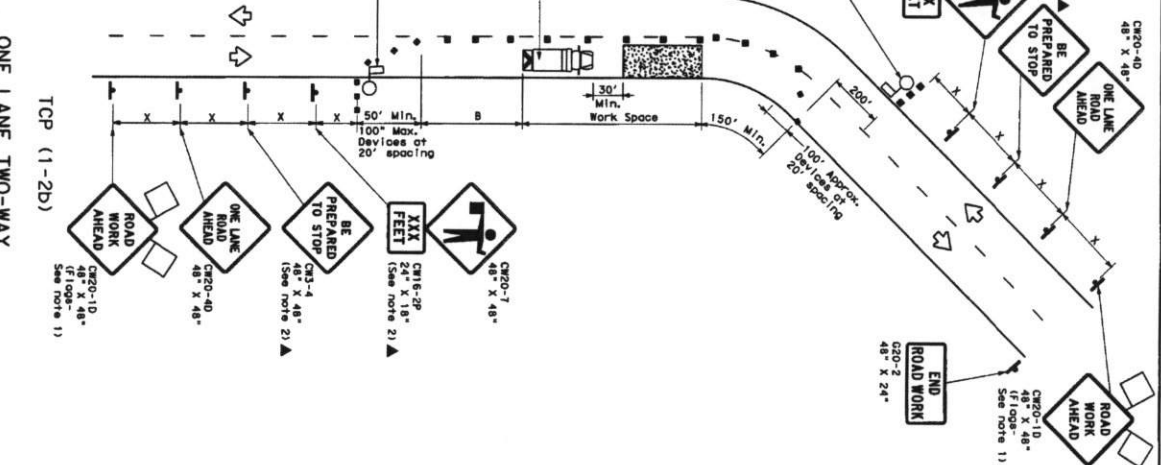 CW20-4D
48" X 48"
XX
FEET
BE
PREPARED
TO STOP
ONE LANE
ROAD
AHEAD
200'
X
X
X
X
30'
Min.
Work Space
B
50' Min.
100" Max.
Devices at
20' spacing
X
X
X
X
150' Min.
100' Approx.
Devices at
20' spacing
ROAD
WORK
AHEAD
CW20-1D
48" X 48"
(Flags-
See note 1)
ONE LANE
ROAD
AHEAD
CW20-4D
48" X 48"
BE
PREPARED
TO STOP
CW3-4
48" X 48"
(See note 2) ▲
XXX
FEET
CW16-2P
24" X 18"
(See note 2) ▲
CW20-7
48" X 48"
END
ROAD WORK
G20-2
48" X 24"
ROAD
WORK
AHEAD
CW20-1D
48" X 48"
(Flags-
See note 1)
TCP (1-2b)
ONE LANE TWO-WAY